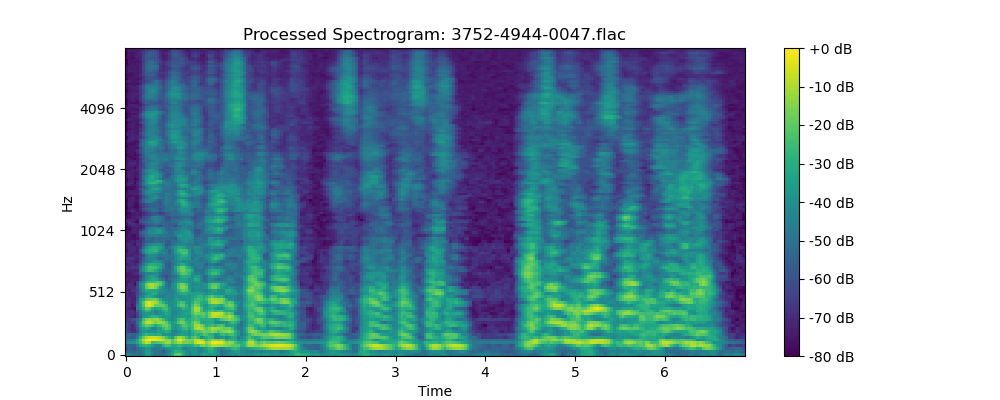 Processed Spectrogram: 3752-4944-0047.flac
Hz
4096
2048
1024
512
0
0 1 2 3 4 5 6
Time
+0 dB
-10 dB
-20 dB
-30 dB
-40 dB
-50 dB
-60 dB
-70 dB
-80 dB